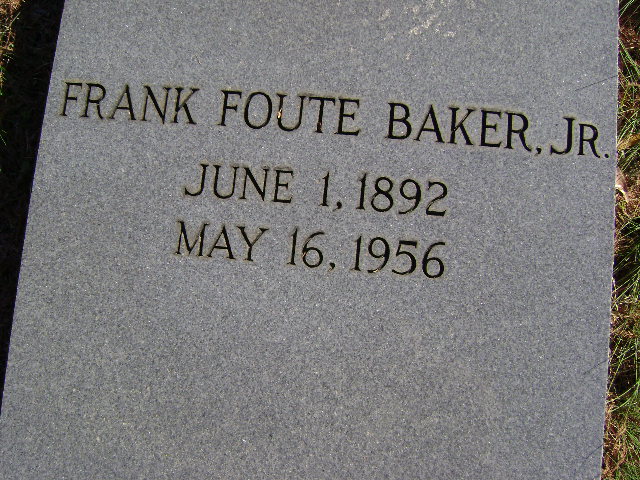 FRANK FOUTE BAKER, JR.
JUNE 1, 1892
MAY 16, 1956